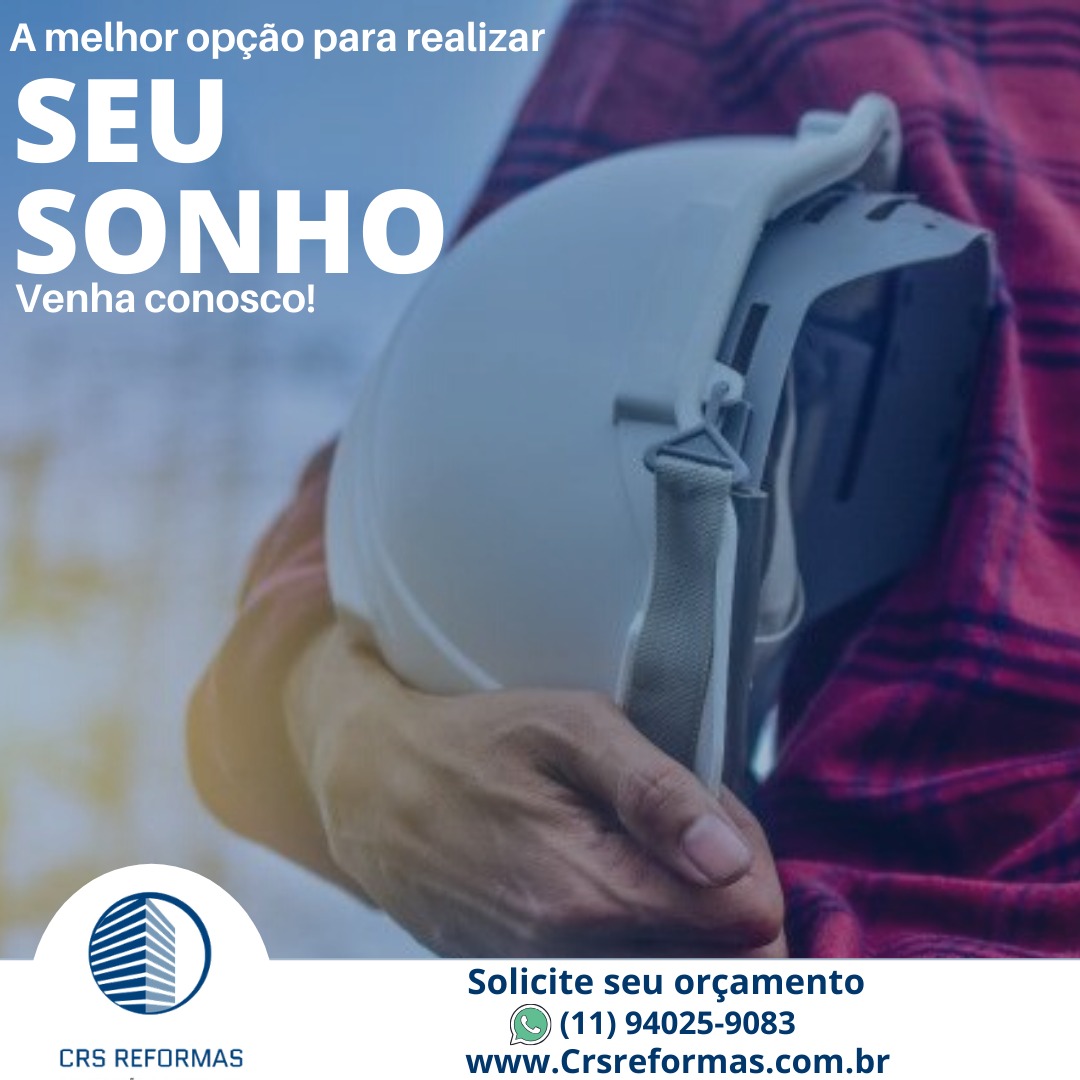 A melhor opção para realizar
SEU
SONHO
Venha conosco!
Solicite seu orçamento
(11) 94025-9083
www.Crsreformas.com.br
CRS REFORMAS